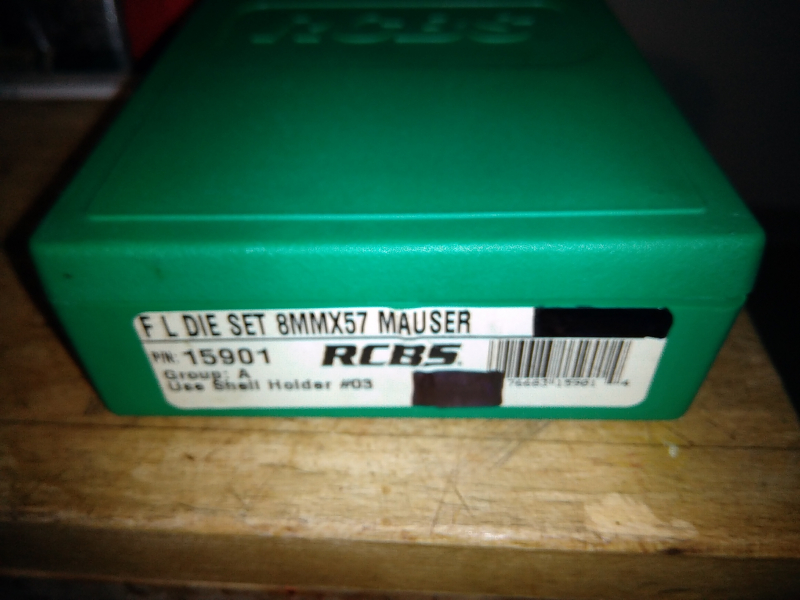 RCBS
F L DIE SET 8MMX57 MAUSER
P/N: 15901 RCBS
Group: A
Use Shell Holder #03